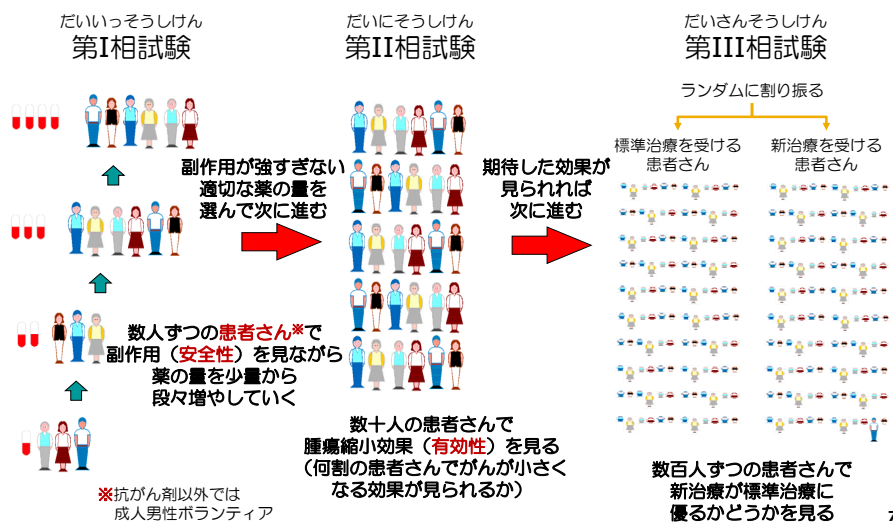 だいいっそうしけん
第I相試験
だいにそうしけん
第II相試験
だいさんそうしけん
第III相試験
副作用が強すぎない
適切な薬の量を
選んで次に進む
数人ずつの患者さん※で
副作用（安全性）を見ながら
薬の量を少量から
段々増やしていく
※抗がん剤以外では
成人男性ボランティア
期待した効果が
見られれば
次に進む
数十人の患者さんで
腫瘍縮小効果（有効性）を見る
（何割の患者さんでがんが小さく
なる効果が見られるか）
ランダムに割り振る
標準治療を受ける
患者さん
新治療を受ける
患者さん
数百人ずつの患者さんで
新治療が標準治療に
優るかどうかを見る